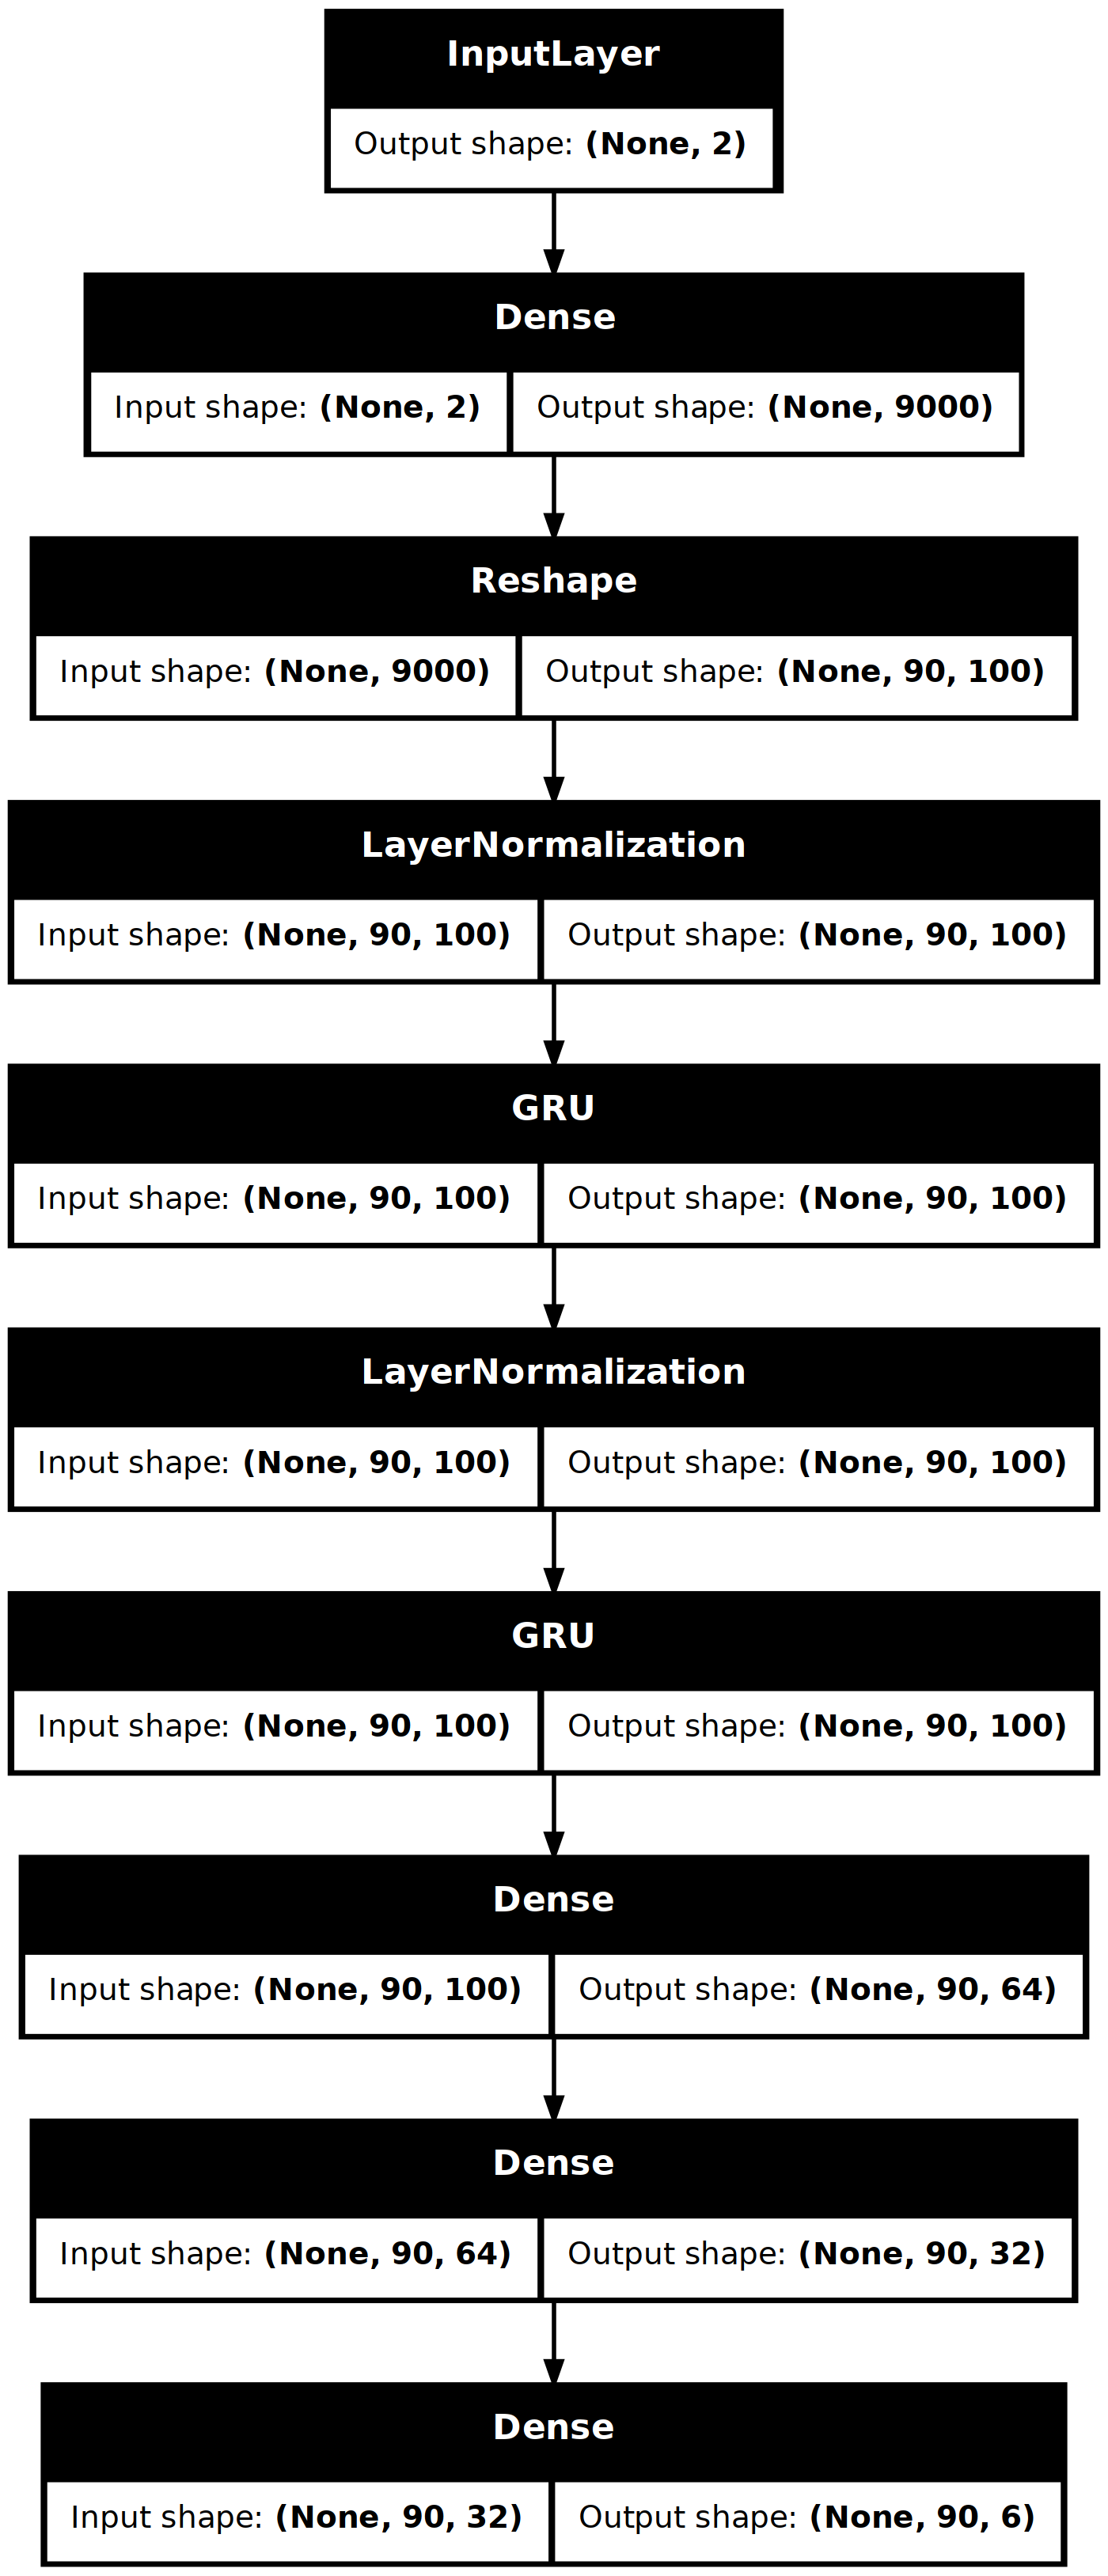 InputLayer
Output shape: (None, 2)
Dense
Input shape: (None, 2) Output shape: (None, 9000)
Reshape
Input shape: (None, 9000) Output shape: (None, 90, 100)
LayerNormalization
Input shape: (None, 90, 100) Output shape: (None, 90, 100)
GRU
Input shape: (None, 90, 100) Output shape: (None, 90, 100)
LayerNormalization
Input shape: (None, 90, 100) Output shape: (None, 90, 100)
GRU
Input shape: (None, 90, 100) Output shape: (None, 90, 100)
Dense
Input shape: (None, 90, 100) Output shape: (None, 90, 64)
Dense
Input shape: (None, 90, 64) Output shape: (None, 90, 32)
Dense
Input shape: (None, 90, 32) Output shape: (None, 90, 6)